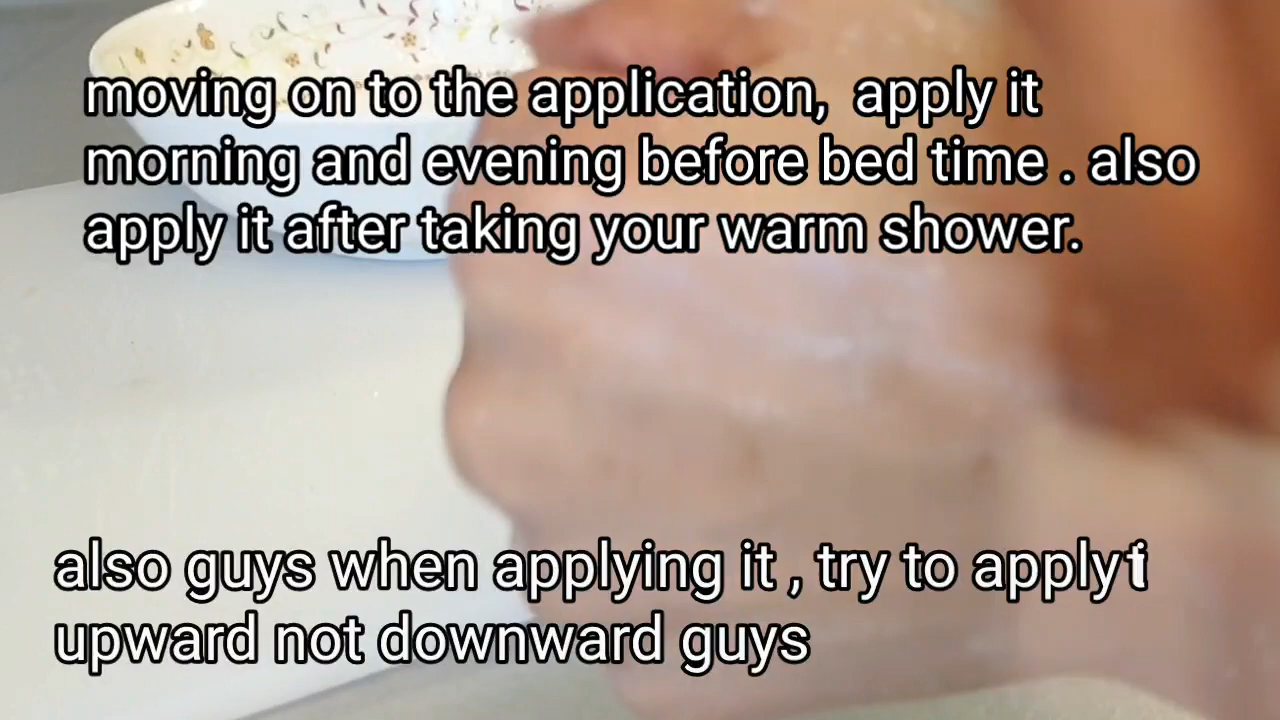 moving on to the application, apply it
morning and evening before bed time . also
apply it after taking your warm shower.
also guys when applying it , try to apply
upward not downward guys